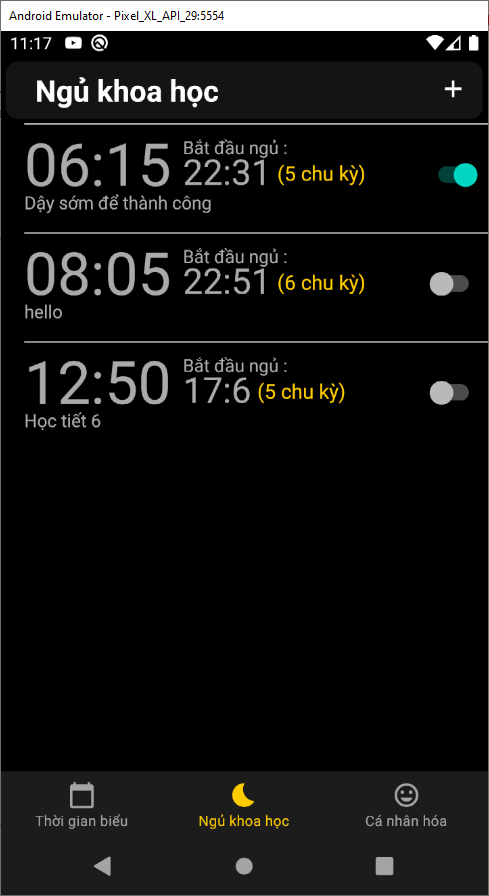 Android Emulator - Pixel_XL_API_29:5554
11:17
Ngủ khoa học +
06:15
Bắt đầu ngủ :
22:31 (5 chu kỳ)
Dậy sớm để thành công
08:05
Bắt đầu ngủ :
22:51 (6 chu kỳ)
hello
12:50
Bắt đầu ngủ :
17:6 (5 chu kỳ)
Học tiết 6
Thời gian biểu Ngủ khoa học Cá nhân hóa